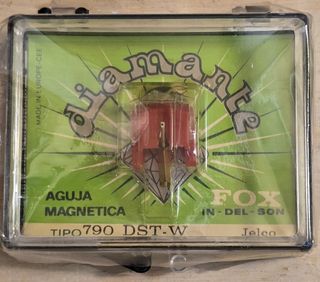 MADE IN EUROPE-CEE
diamante
AGUJA
MAGNETICA
FOX
IN-DEL-SON
TIPO 790 DST-W Jelco